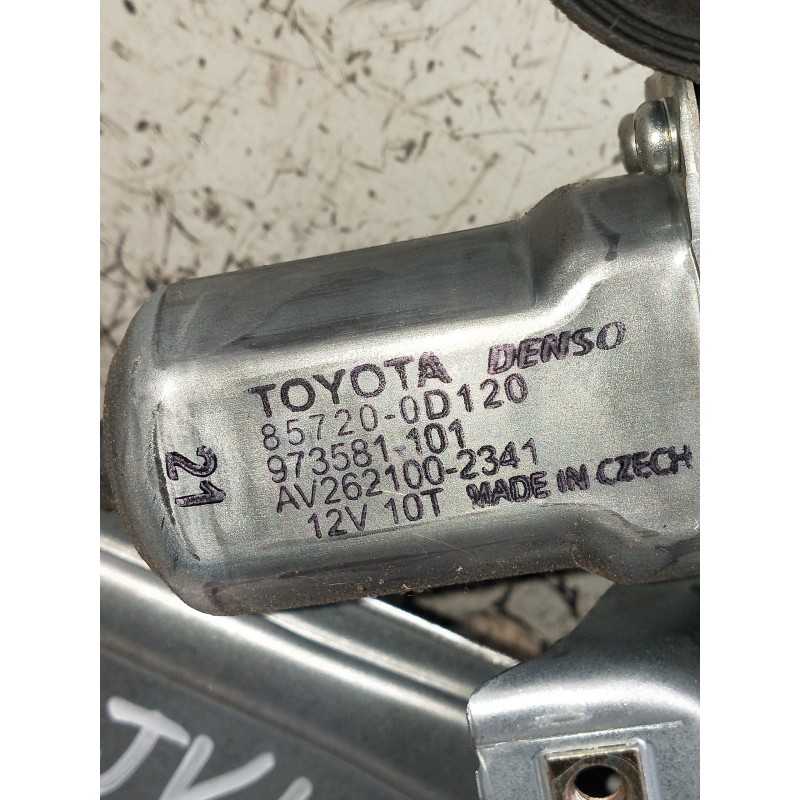 TOYOTA DENSO
85720-0D120
973581-101
AV262100-2341
12V 10T MADE IN CZECH
21